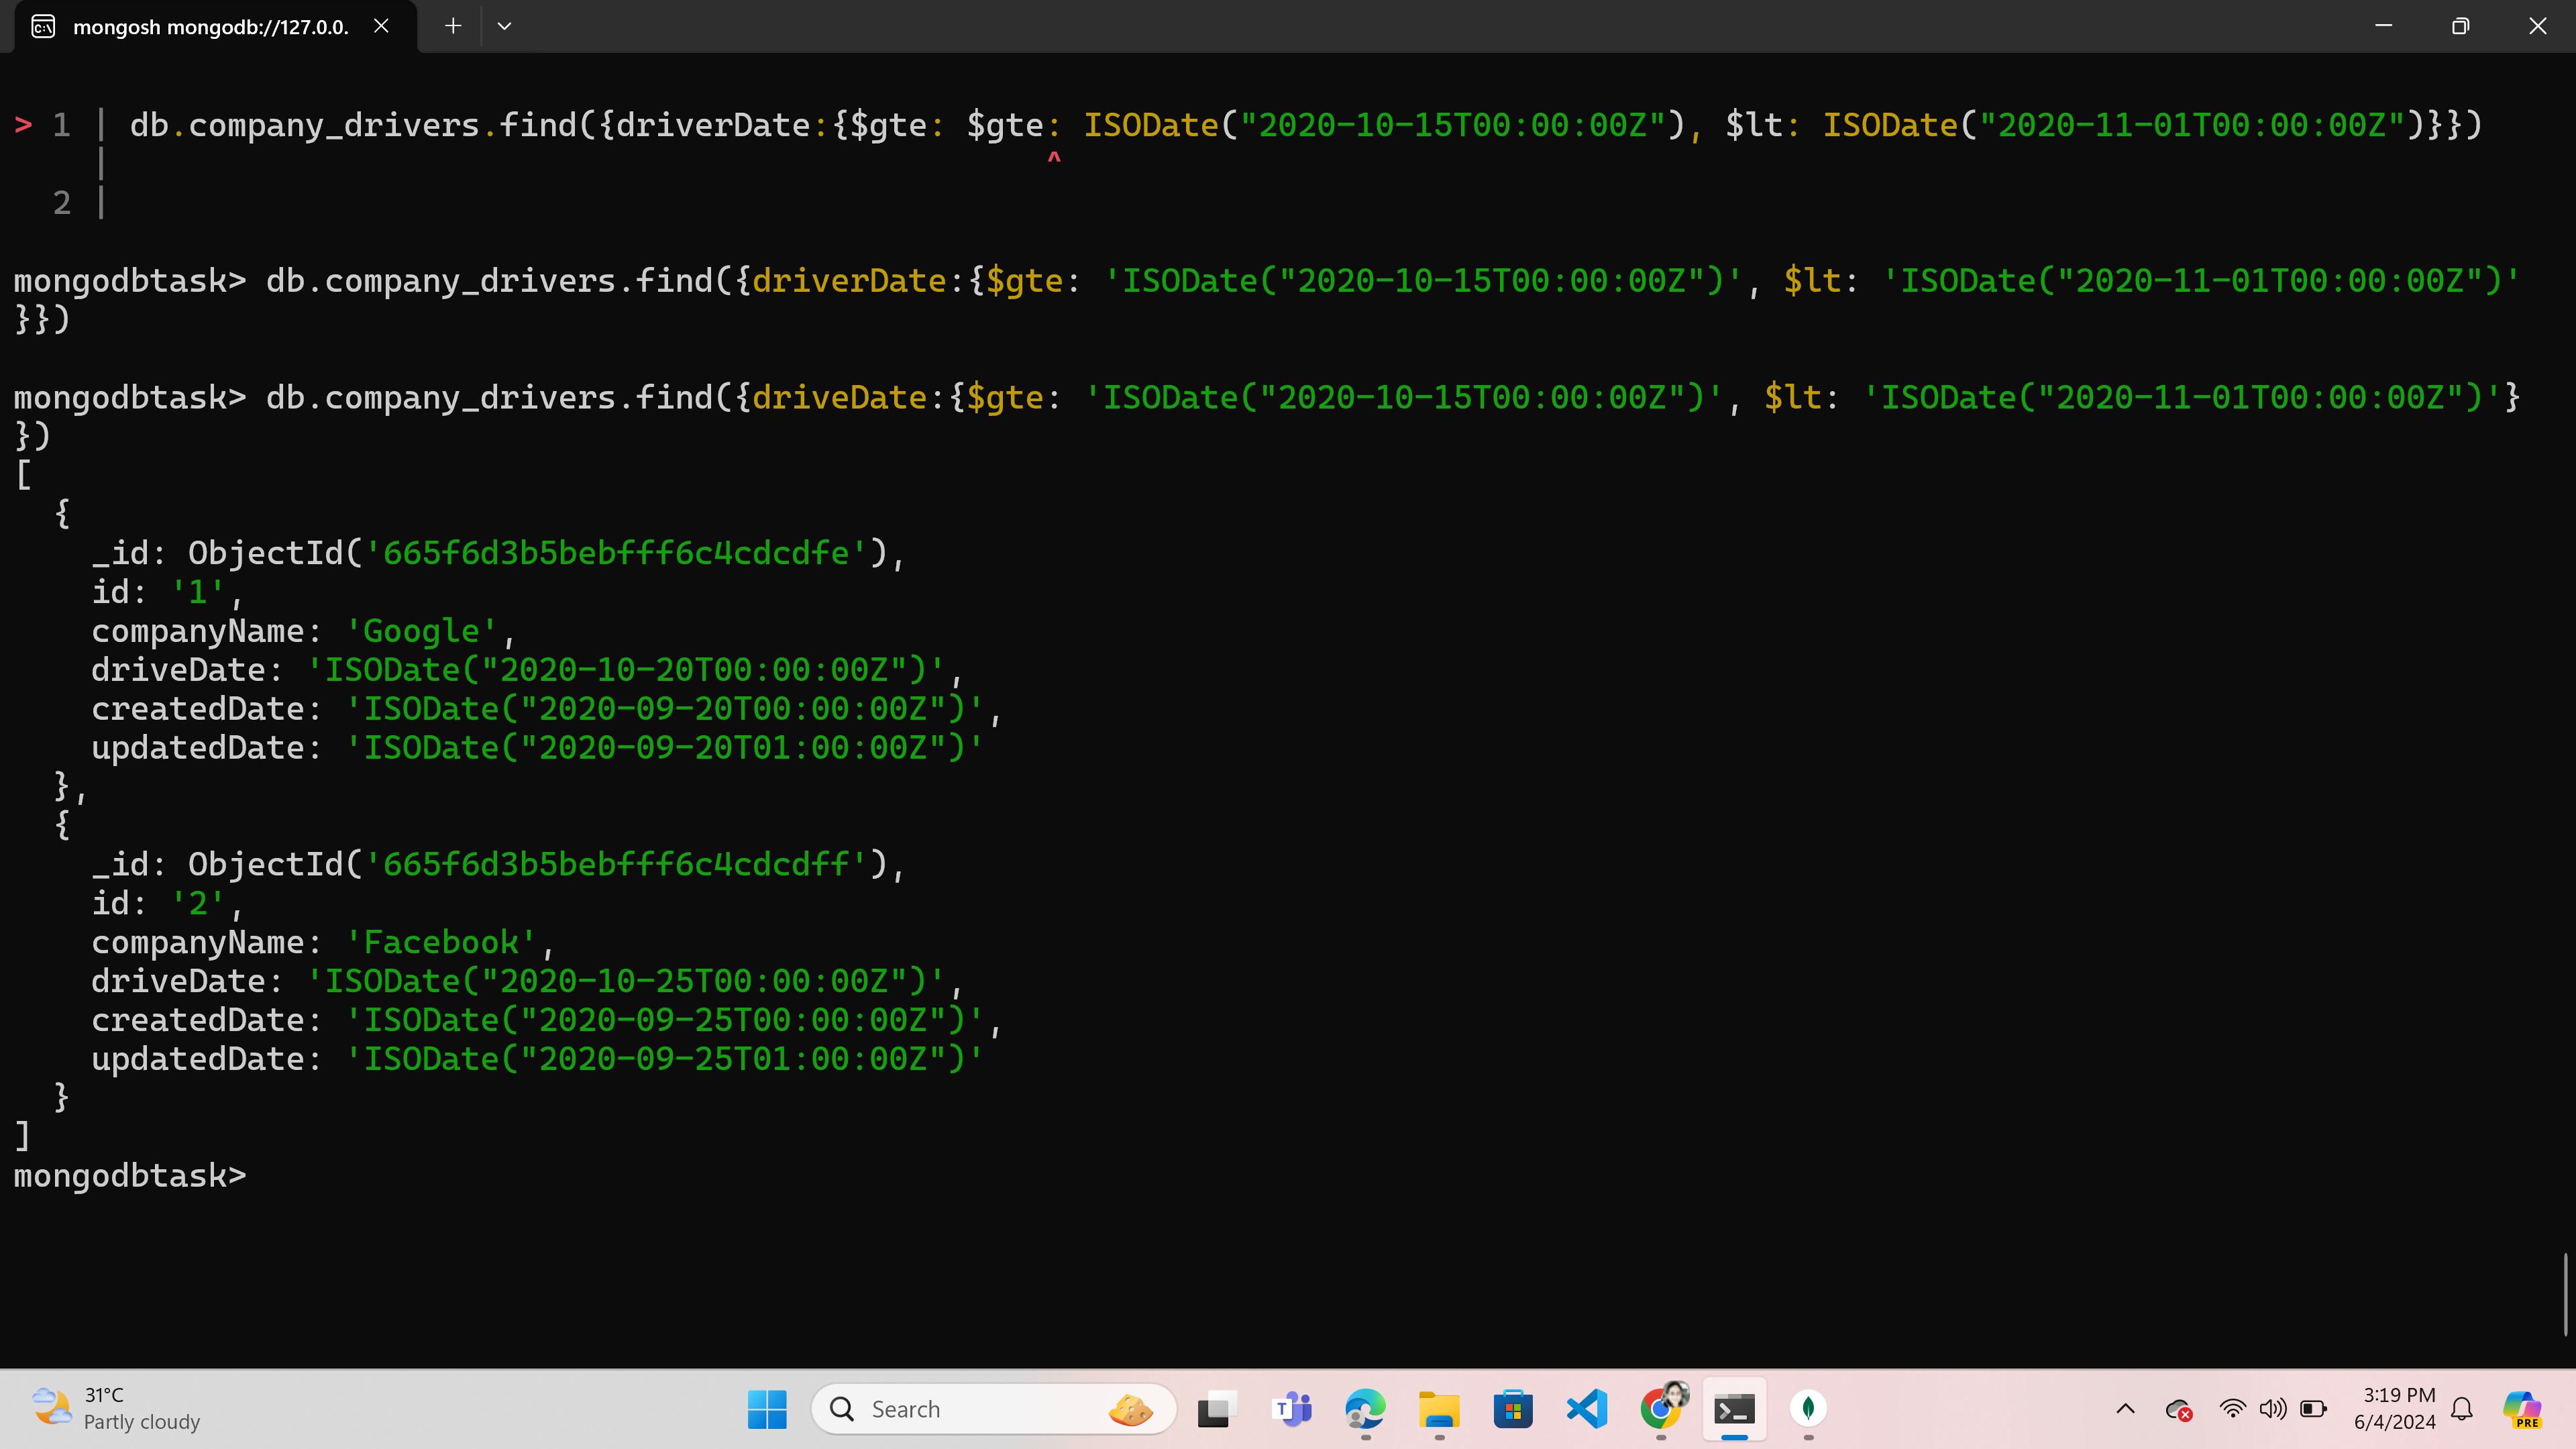 mongosh mongodb://127.0.0.
> 1 | db.company_drivers.find({driverDate:{$gte: $gte: ISODate("2020-10-15T00:00:00Z"), $lt: ISODate("2020-11-01T00:00:00Z")}})
| ^
2 |
mongodbtask> db.company_drivers.find({driverDate:{$gte: 'ISODate("2020-10-15T00:00:00Z")', $lt: 'ISODate("2020-11-01T00:00:00Z")'
}})
mongodbtask> db.company_drivers.find({driveDate:{$gte: 'ISODate("2020-10-15T00:00:00Z")', $lt: 'ISODate("2020-11-01T00:00:00Z")'}
})
[
{
_id: ObjectId('665f6d3b5bebfff6c4cdcdfe'),
id: '1',
companyName: 'Google',
driveDate: 'ISODate("2020-10-20T00:00:00Z")',
createdDate: 'ISODate("2020-09-20T00:00:00Z")',
updatedDate: 'ISODate("2020-09-20T01:00:00Z")'
},
{
_id: ObjectId('665f6d3b5bebfff6c4cdcdff'),
id: '2',
companyName: 'Facebook',
driveDate: 'ISODate("2020-10-25T00:00:00Z")',
createdDate: 'ISODate("2020-09-25T00:00:00Z")',
updatedDate: 'ISODate("2020-09-25T01:00:00Z")'
}
]
mongodbtask>
31°C
Partly cloudy
Search
3:19 PM
6/4/2024
PRE